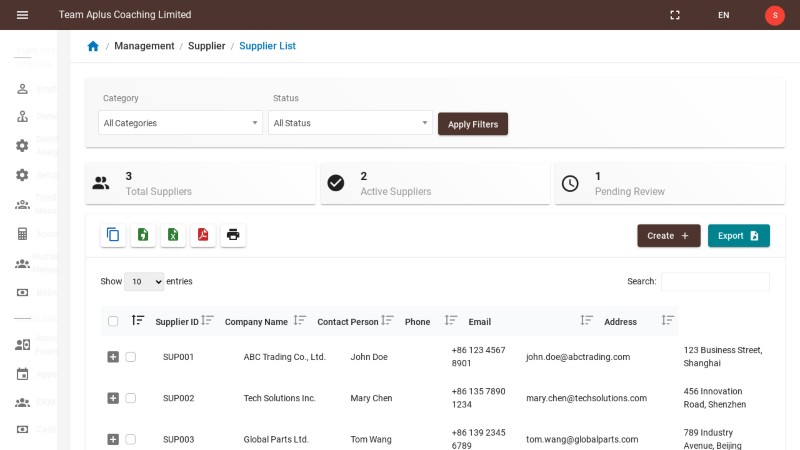 Team Aplus Coaching Limited
EN
S
/ Management / Supplier / Supplier List
Category
Status
All Categories
All Status
Apply Filters
3
Total Suppliers
2
Active Suppliers
1
Pending Review
Create +
Export
Show 10 entries
Search:
Supplier ID
Company Name
Contact Person
Phone
Email
Address
SUP001
ABC Trading Co., Ltd.
John Doe
+86 123 4567
8901
john.doe@abctrading.com
123 Business Street,
Shanghai
SUP002
Tech Solutions Inc.
Mary Chen
+86 135 7890
1234
mary.chen@techsolutions.com
456 Innovation
Road, Shenzhen
SUP003
Global Parts Ltd.
Tom Wang
+86 139 2345
6789
tom.wang@globalparts.com
789 Industry
Avenue, Beijing